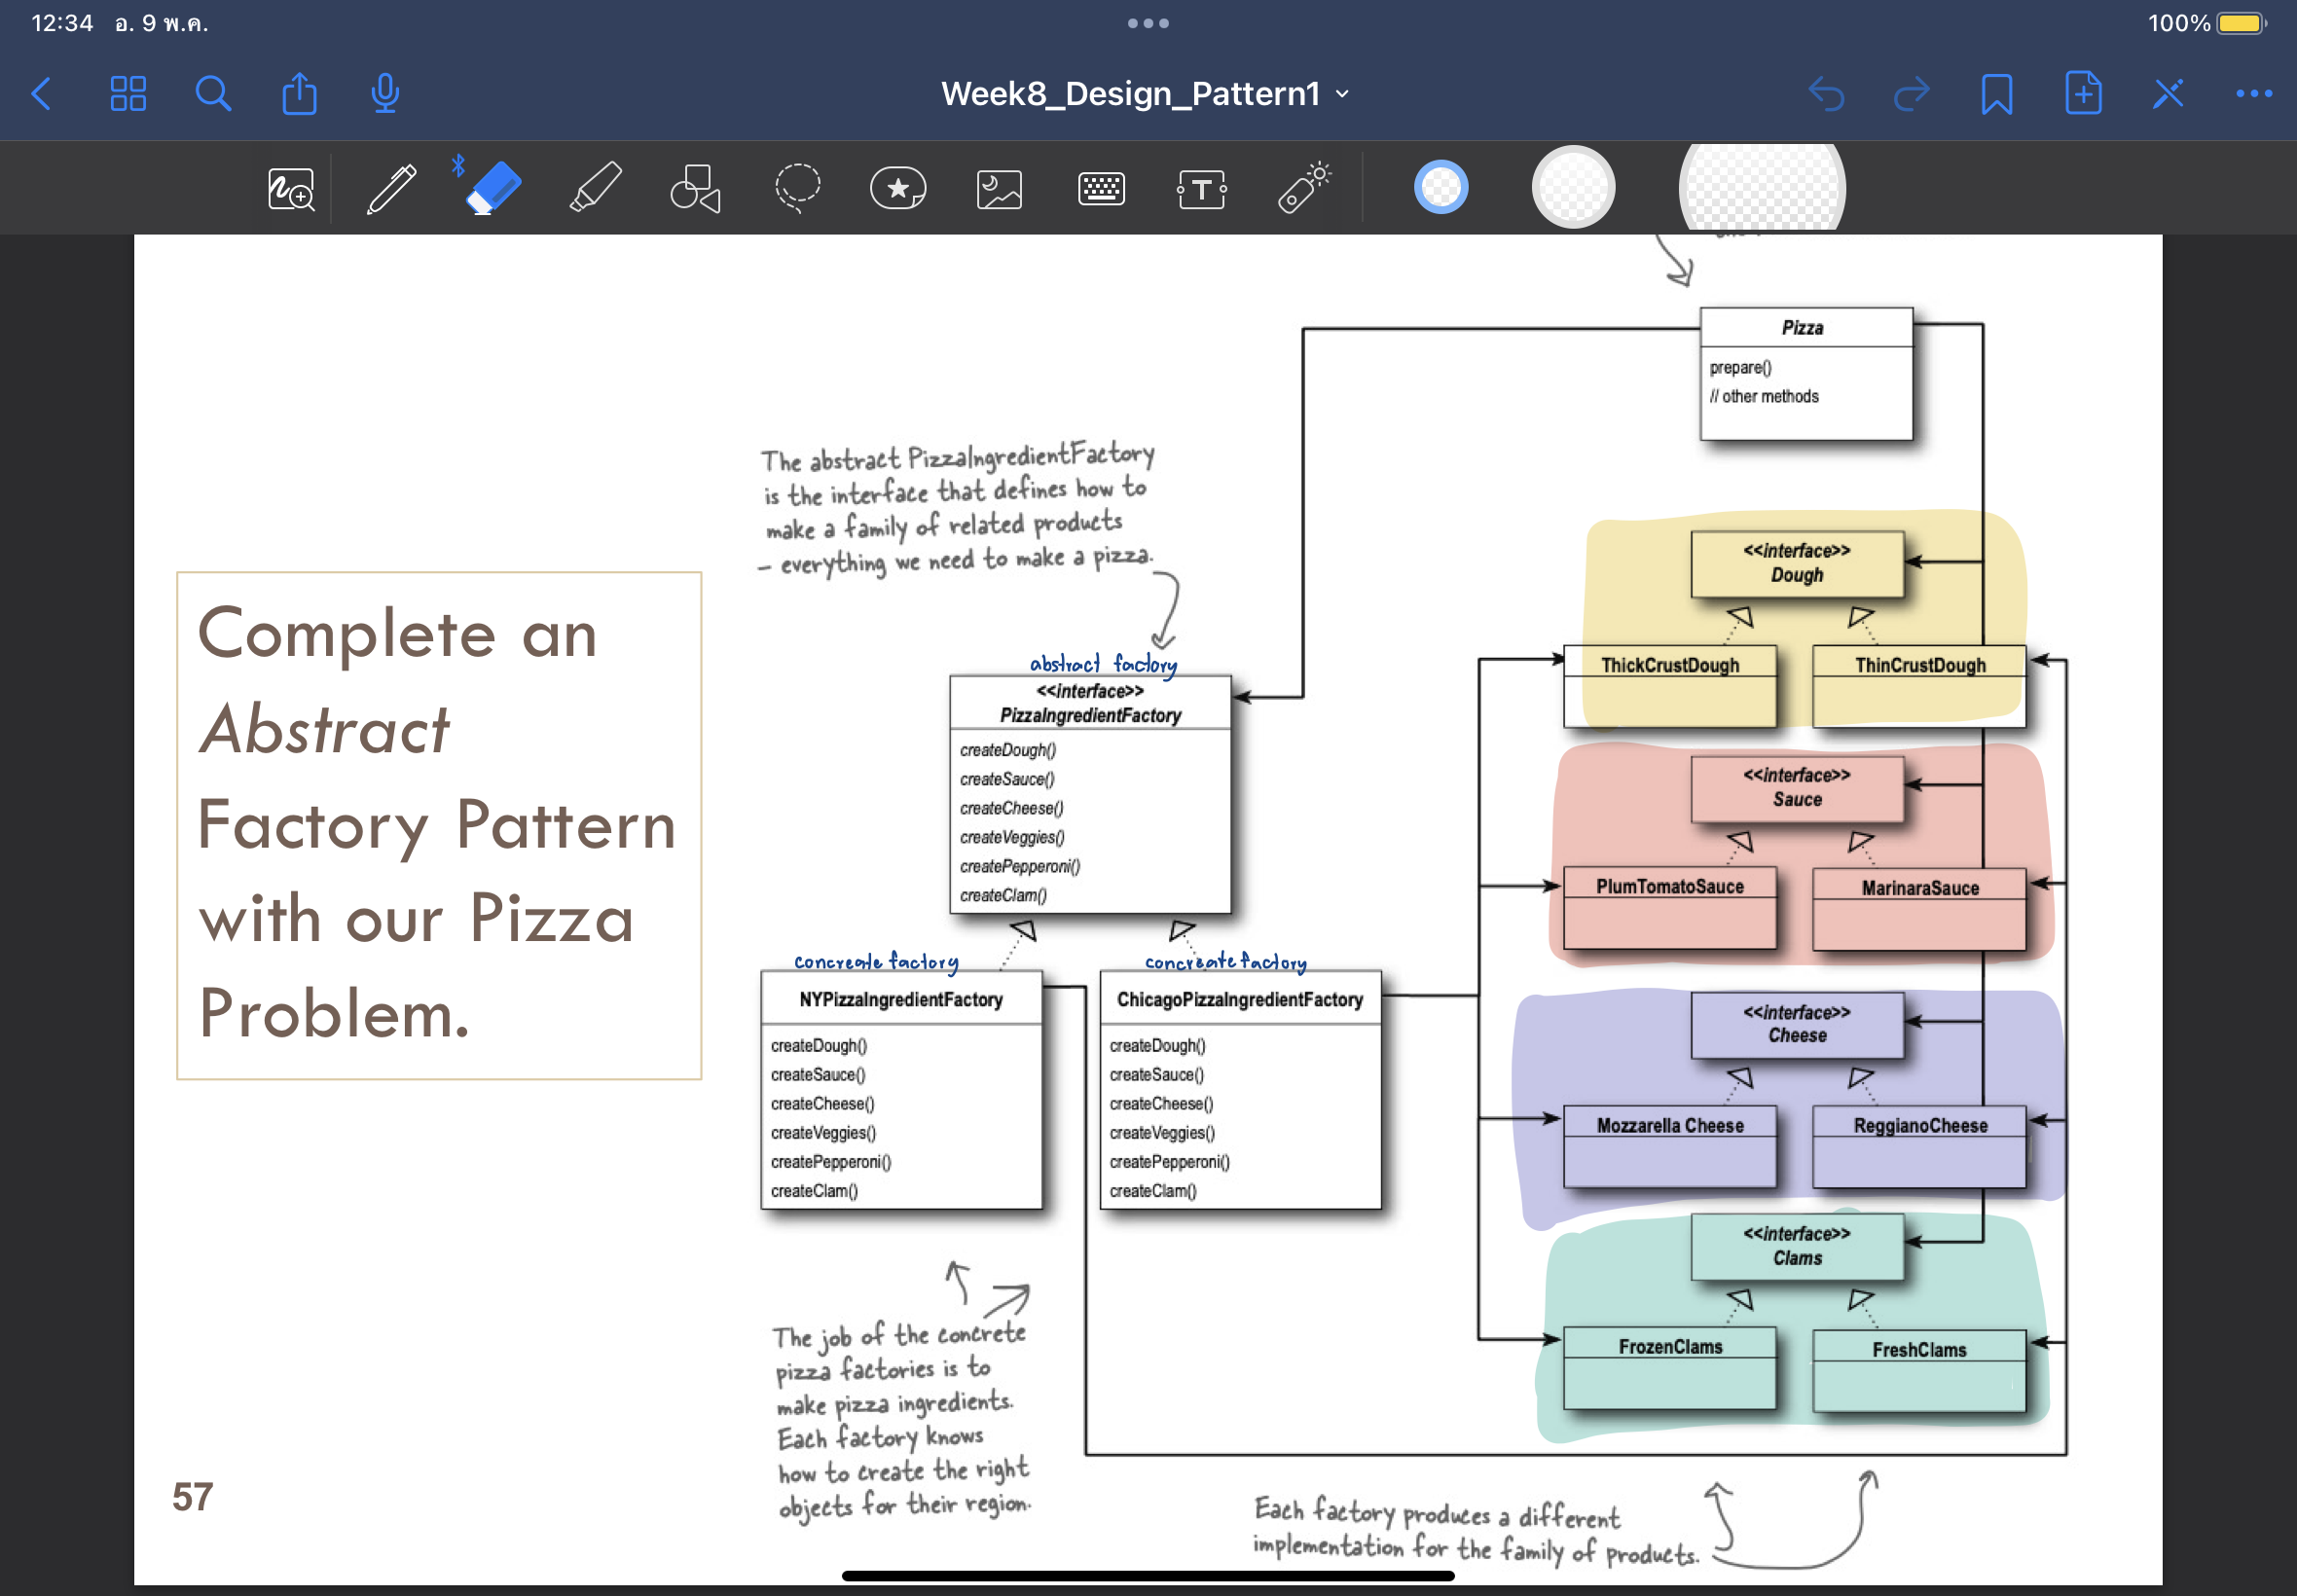 12:34 อ. 9 พ.ค.
100%
Week8_Design_Pattern1
T
Pizza
prepare()
// other methods
The abstract PizzaIngredientFactory
is the interface that defines how to
make a family of related products
– everything we need to make a pizza.
Complete an
Abstract
Factory Pattern
with our Pizza
Problem.
abstract factory
<<interface>>
PizzaIngredientFactory
createDough()
createSauce()
createCheese()
createVeggies()
createPepperoni()
createClam()
concreate factory
NYPizzaIngredientFactory
createDough()
createSauce()
createCheese()
createVeggies()
createPepperoni()
createClam()
concreate factory
ChicagoPizzaIngredientFactory
createDough()
createSauce()
createCheese()
createVeggies()
createPepperoni()
createClam()
<<interface>>
Dough
ThickCrustDough
ThinCrustDough
<<interface>>
Sauce
PlumTomatoSauce
MarinaraSauce
<<interface>>
Cheese
Mozzarella Cheese
ReggianoCheese
<<interface>>
Clams
FrozenClams
FreshClams
The job of the concrete
pizza factories is to
make pizza ingredients.
Each factory knows
how to create the right
objects for their region.
Each factory produces a different
implementation for the family of products.
57